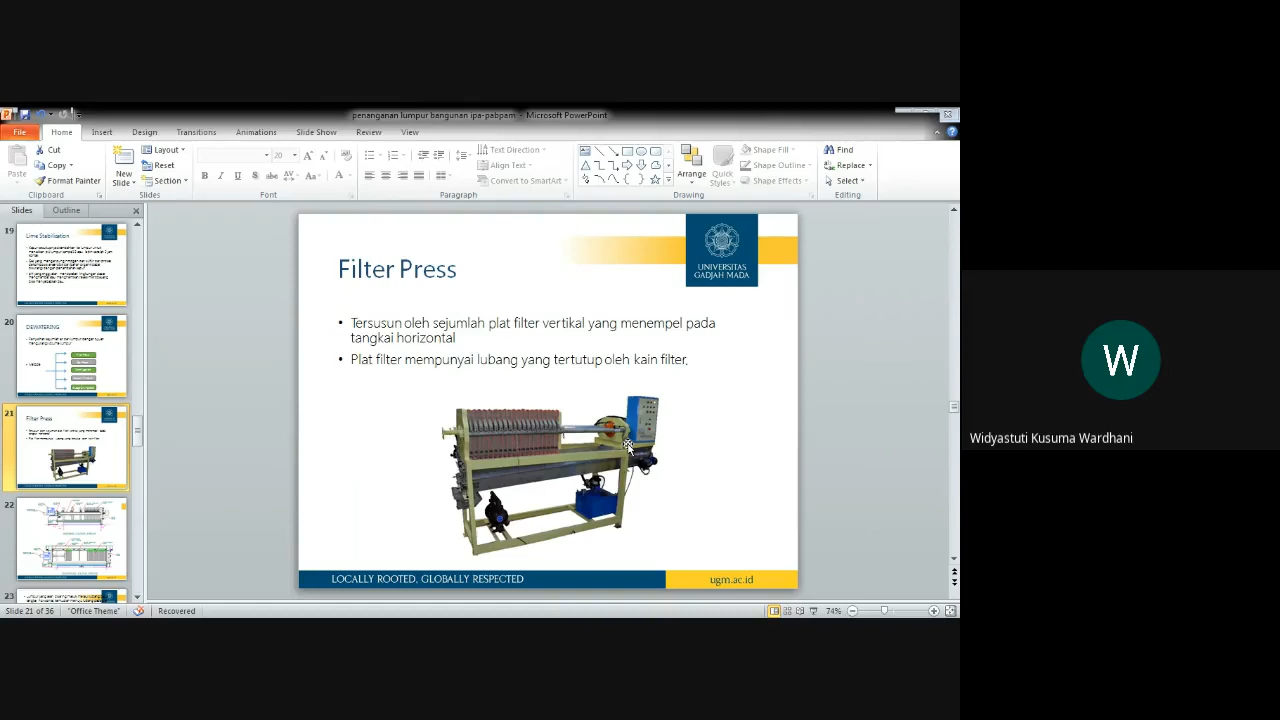 penanganan lumpur bangunan ipa-pabpam - Microsoft PowerPoint
File Home Insert Design Transitions Animations Slide Show Review View
Cut
Copy
Format Painter
Paste
Clipboard
New
Slide
Layout
Reset
Section
Slides
20
Font
Text Direction
Align Text
Convert to SmartArt
Paragraph
Arrange
Quick
Styles
Shape Fill
Shape Outline
Shape Effects
Drawing
Find
Replace
Select
Editing
Slides Outline
19
Lime Stabilisation
20
DEWATERING
21
Filter Press
22
23
UNIVERSITAS
GADJAH MADA
Filter Press
• Tersusun oleh sejumlah plat filter vertikal yang menempel pada
tangkai horizontal
• Plat filter mempunyai lubang yang tertutup oleh kain filter.
LOCALLY ROOTED, GLOBALLY RESPECTED
ugm.ac.id
Slide 21 of 36 "Office Theme" Recovered 74%
W
Widyastuti Kusuma Wardhani